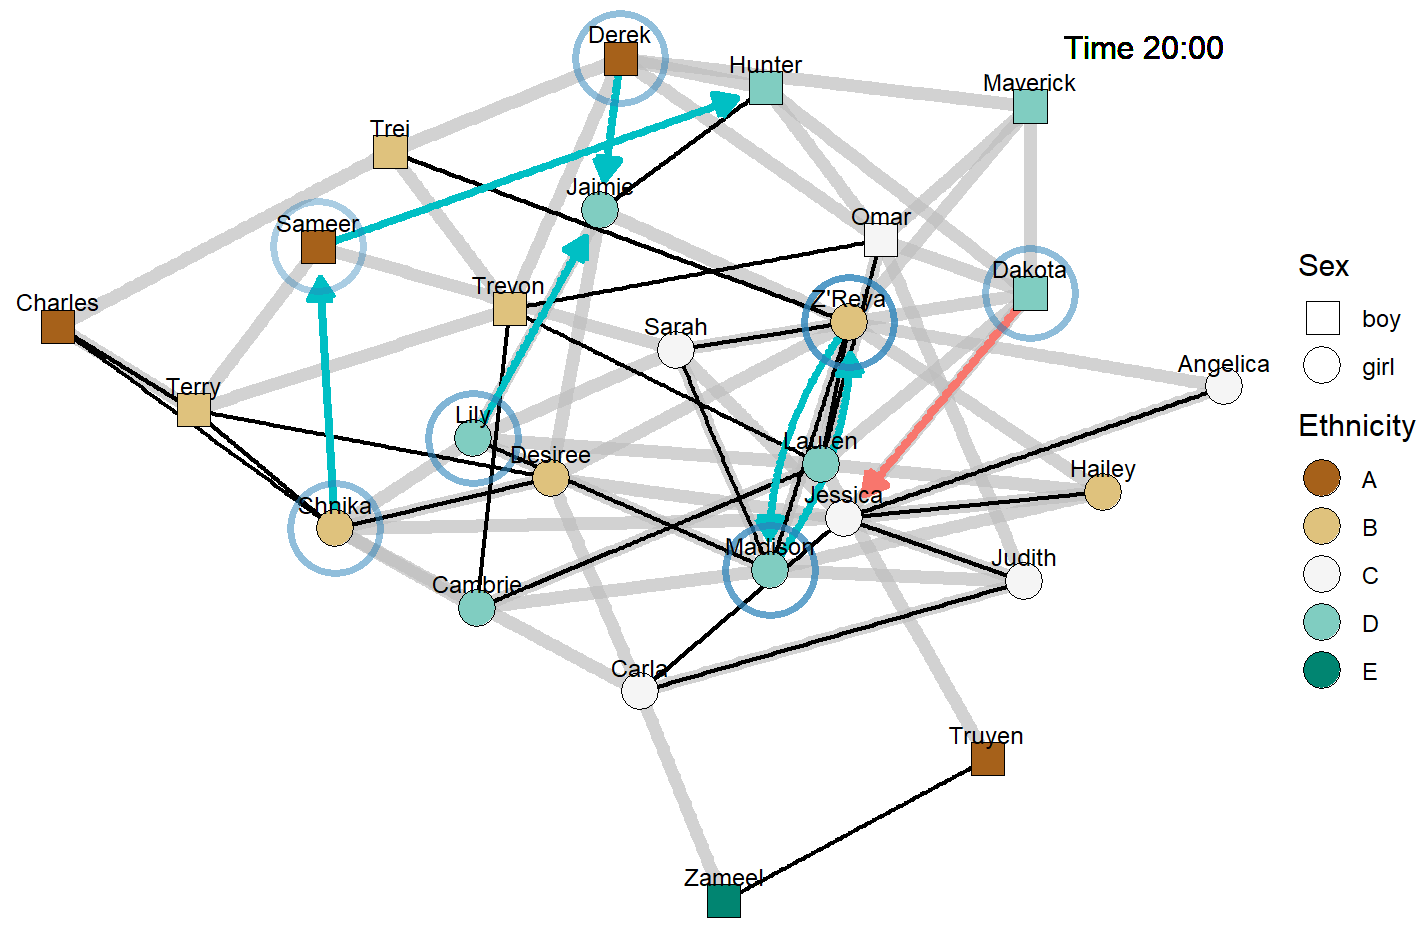 Derek
Time 20:00
Hunter
Maverick
Trei
Jaimie
Omar
Sameer
Sex
Dakota
Trevon
Z'Reya
Charles
boy
Sarah
girl
Angelica
Terry
Lily
Ethnicity
Lauren
Desiree
Hailey
A
Jessica
Shnika
B
Madison
Judith
C
Cambrie
D
Carla
E
Truyen
Zameel